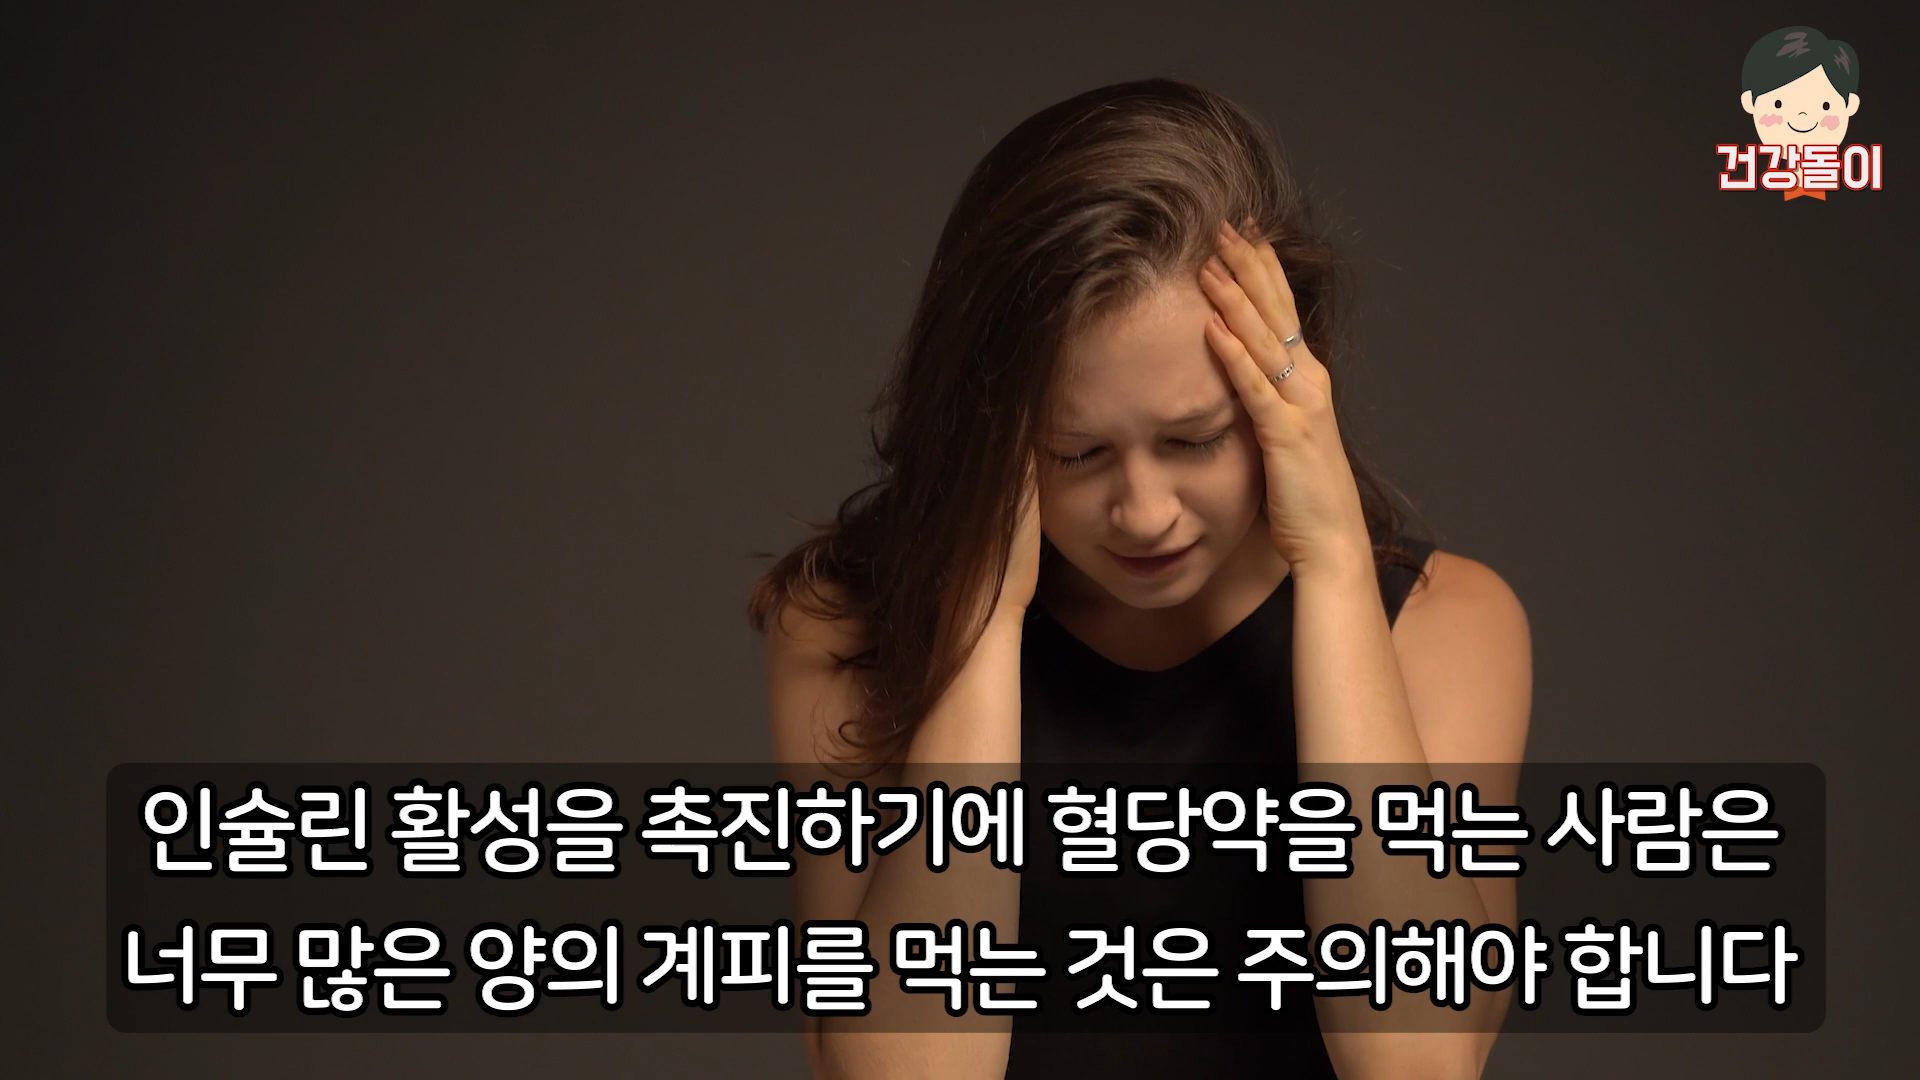 건강돌이
인슐린 활성을 촉진하기에 혈당약을 먹는 사람은
너무 많은 양의 계피를 먹는 것은 주의해야 합니다